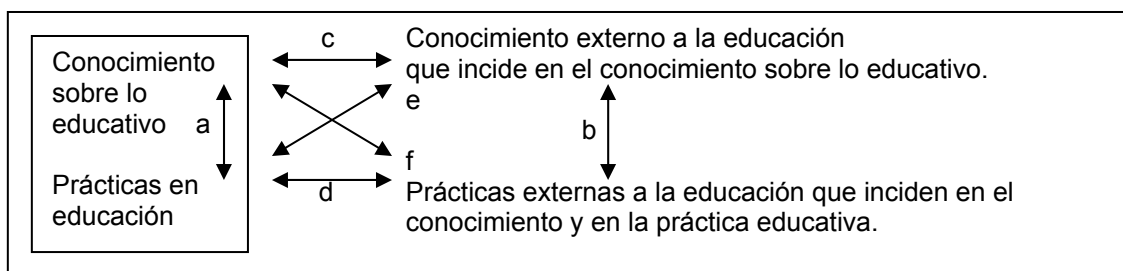 Conocimiento
sobre lo
educativo a
Prácticas en
educación
c
Conocimiento externo a la educación
que incide en el conocimiento sobre lo educativo.
e
b
f
d
Prácticas externas a la educación que inciden en el
conocimiento y en la práctica educativa.